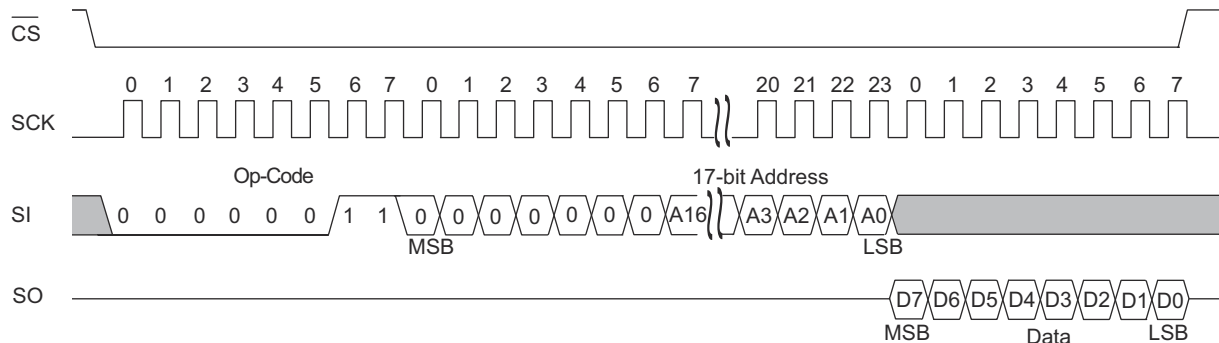 CS
0 1 2 3 4 5 6 7 0 1 2 3 4 5 6 7 20 21 22 23 0 1 2 3 4 5 6 7
SCK
Op-Code 17-bit Address
SI 0 0 0 0 0 0 1 1 0 0 0 0 0 0 0 A16 A3 A2 A1 A0
MSB LSB
SO D7 D6 D5 D4 D3 D2 D1 D0
MSB Data LSB